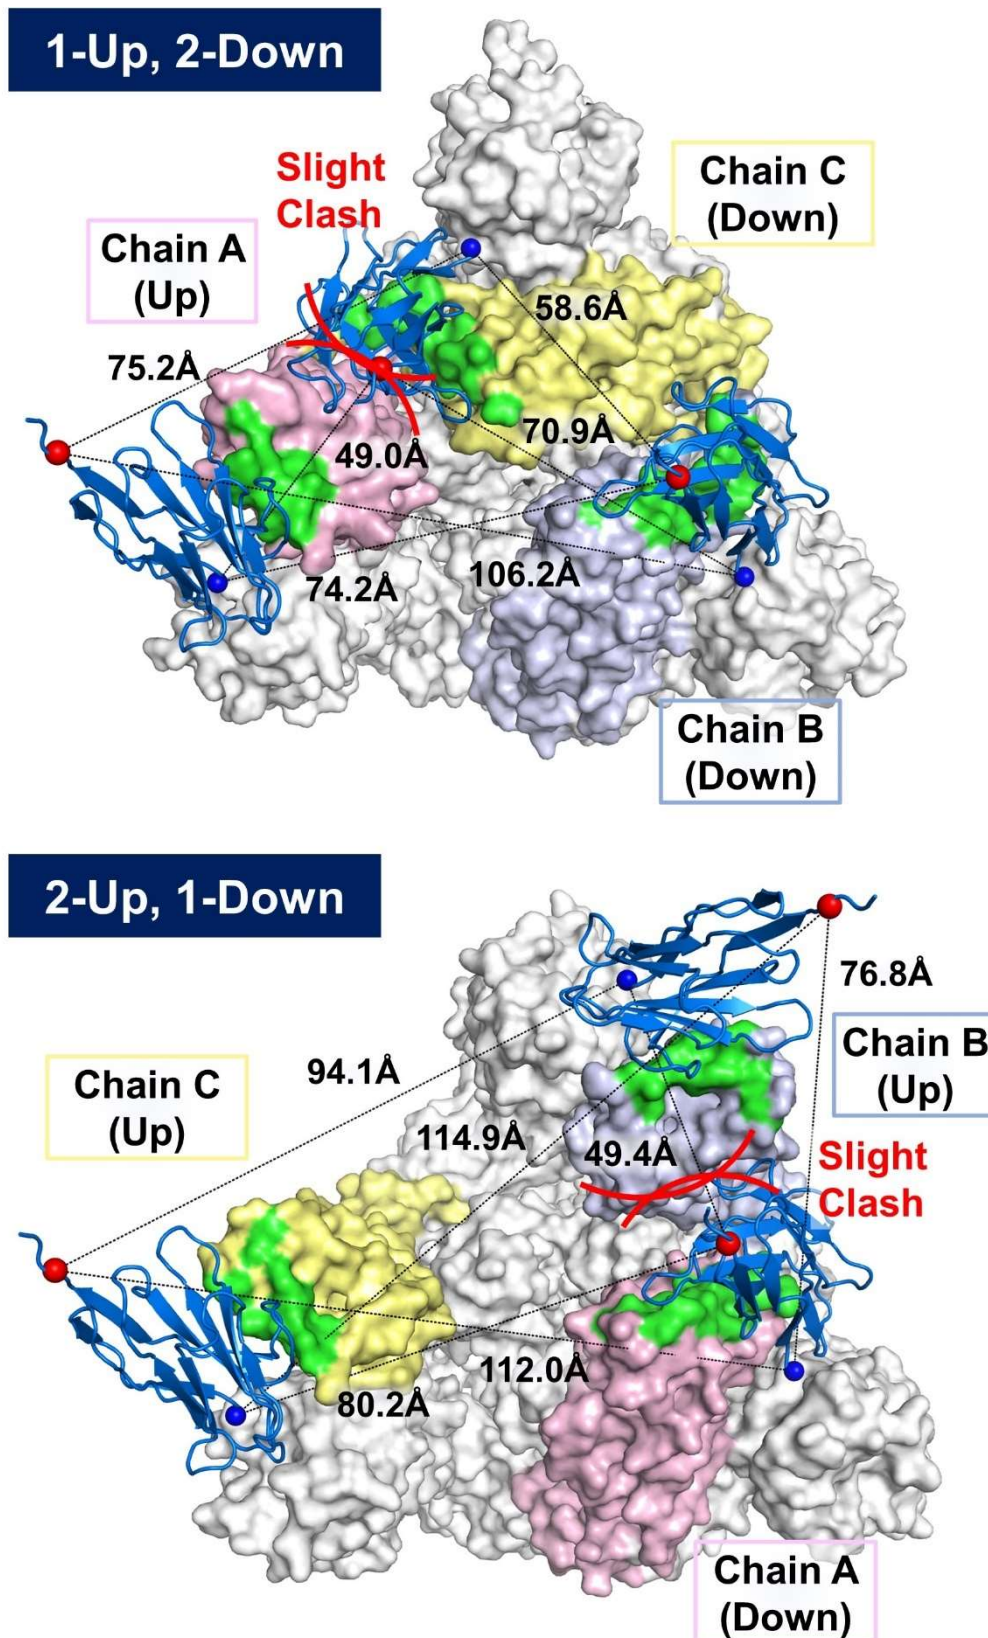 1-Up, 2-Down
Slight
Clash
Chain C
(Down)
Chain A
(Up)
58.6Å
75.2Å
70.9Å
49.0Å
106.2Å
74.2Å
Chain B
(Down)
2-Up, 1-Down
76.8Å
Chain B
(Up)
94.1Å
Chain C
(Up)
114.9Å
49.4Å
Slight
Clash
112.0Å
80.2Å
Chain A
(Down)